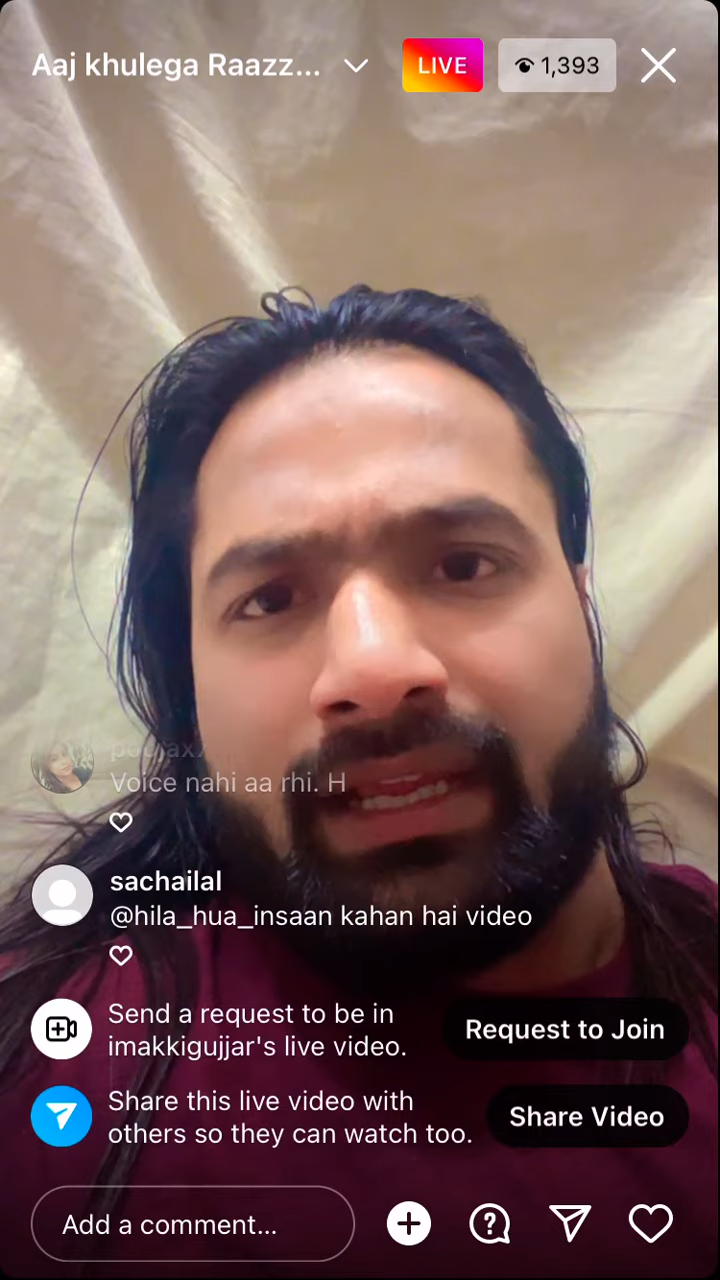 Aaj khulega Raazz...
LIVE
1,393
Voice nahi aa rhi. H
sachailal
@hila_hua_insaan kahan hai video
Send a request to be in
imakkigujjar's live video.
Request to Join
Share this live video with
others so they can watch too.
Share Video
Add a comment...